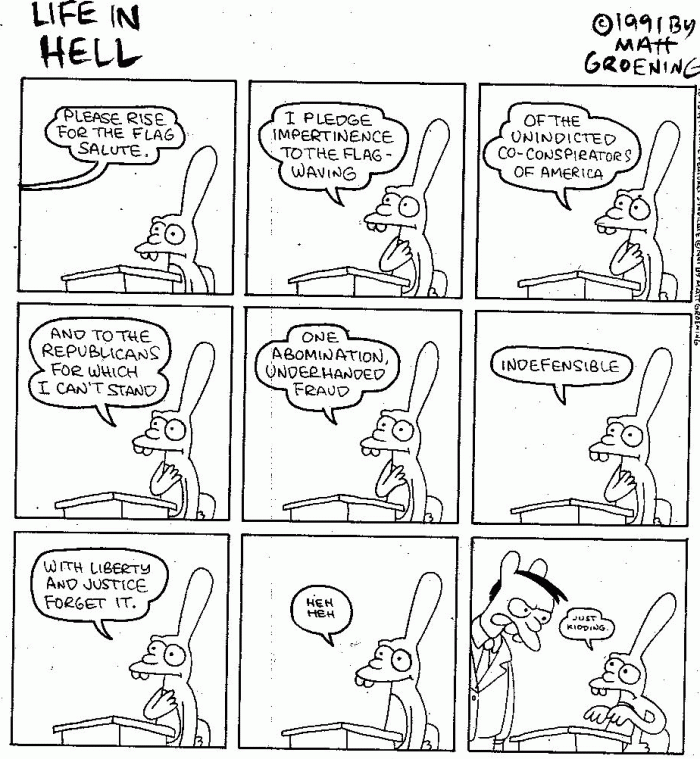 LIFE IN
HELL
©1991 BY
MATT
GROENING
PLEASE RISE
FOR THE FLAG
SALUTE.
I PLEDGE
IMPERTINENCE
TO THE FLAG-
WAVING
OF THE
UNINDICTED
CO-CONSPIRATORS
OF AMERICA
AND TO THE
REPUBLICANS
FOR WHICH
I CAN'T STAND
ONE
ABOMINATION,
UNDERHANDED
FRAUD
INDEFENSIBLE
WITH LIBERTY
AND JUSTICE
FORGET IT.
HEH
HEH
JUST
KIDDING.